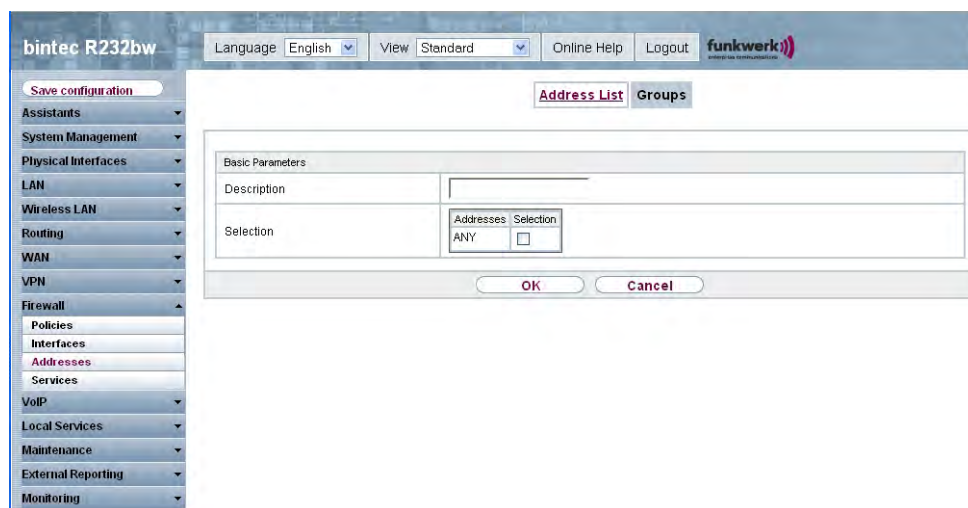 bintec R232bw
Language English View Standard Online Help Logout funkwerk
Save configuration
Address List Groups
Assistants
System Management
Physical Interfaces
LAN
Wireless LAN
Routing
WAN
VPN
Firewall
Policies
Interfaces
Addresses
Services
VoIP
Local Services
Maintenance
External Reporting
Monitoring
Basic Parameters
Description
Selection
Addresses Selection
ANY
OK Cancel